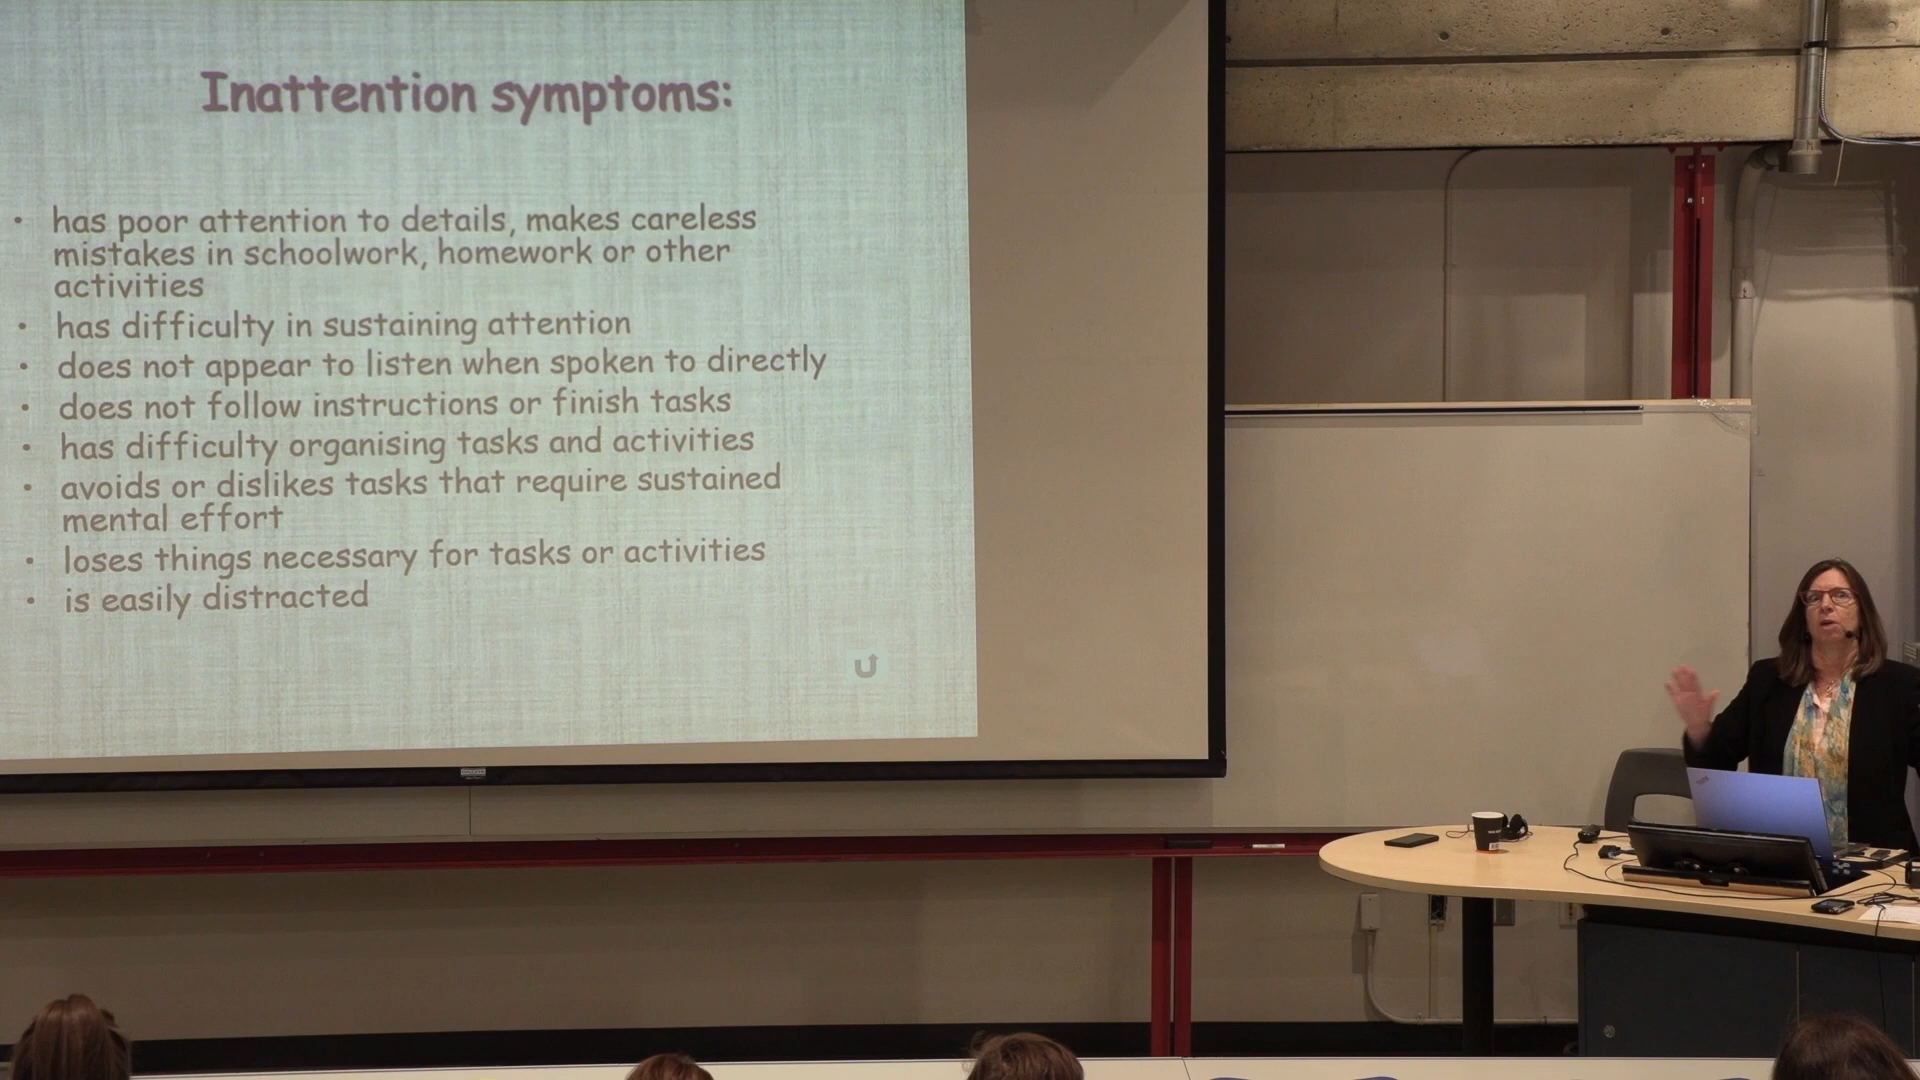 Inattention symptoms:
• has poor attention to details, makes careless
mistakes in schoolwork, homework or other
activities
• has difficulty in sustaining attention
• does not appear to listen when spoken to directly
• does not follow instructions or finish tasks
• has difficulty organising tasks and activities
• avoids or dislikes tasks that require sustained
mental effort
• loses things necessary for tasks or activities
• is easily distracted